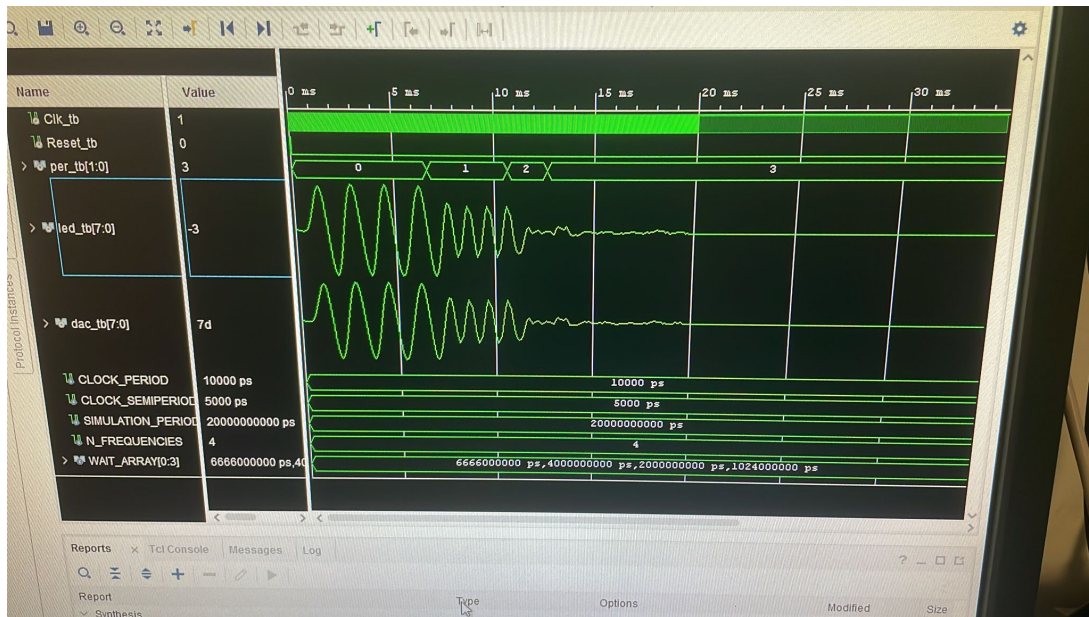 Name Value 0 ms 5 ms 10 ms 15 ms 20 ms 25 ms 30 ms
Clk_tb 1
Reset_tb 0
per_tb[1:0] 3 0 1 2 3
led_tb[7:0] -3
Protocol Instances
dac_tb[7:0] 7d
CLOCK_PERIOD 10000 ps 10000 ps
CLOCK_SEMIPERIOD 5000 ps 5000 ps
SIMULATION_PERIOD 20000000000 ps 20000000000 ps
N_FREQUENCIES 4 4
WAIT_ARRAY[0:3] 6666000000 ps,40 6666000000 ps,4000000000 ps,2000000000 ps,1024000000 ps
Reports Tcl Console Messages Log
Report Type Options Modified Size
Synthesis